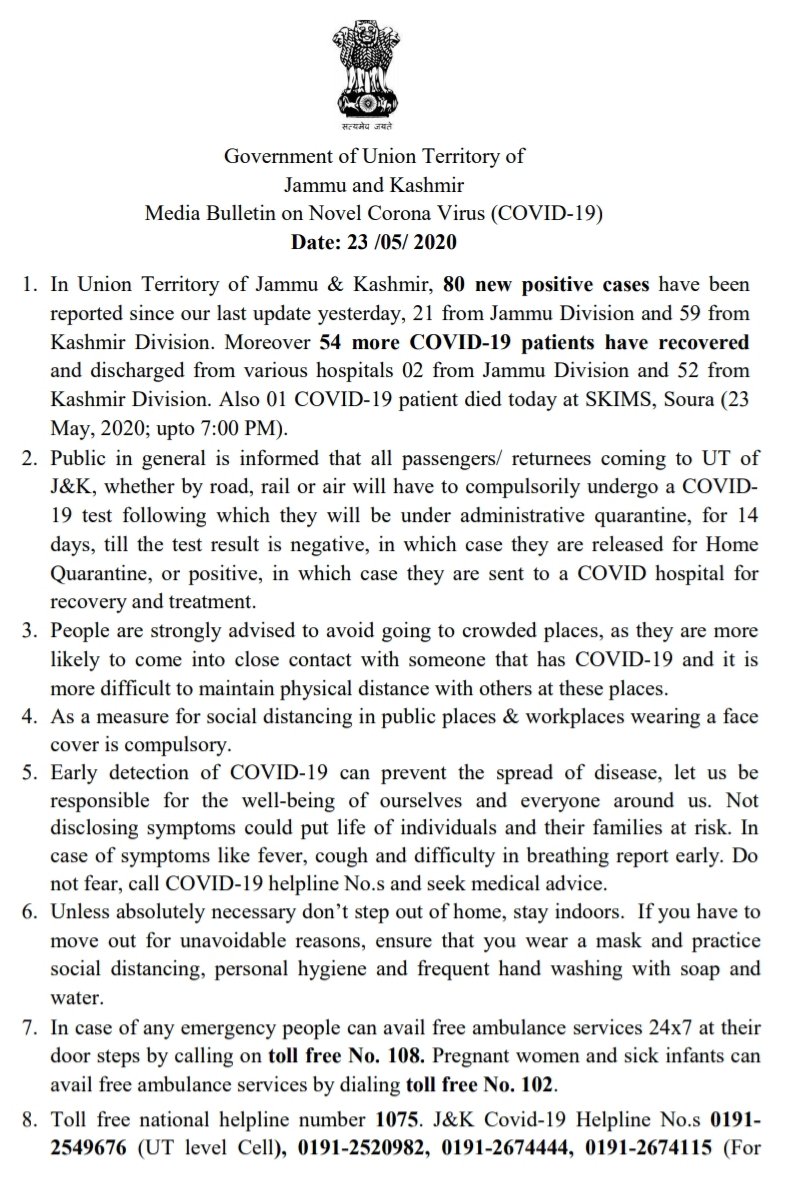 सत्यमेव जयते
Government of Union Territory of
Jammu and Kashmir
Media Bulletin on Novel Corona Virus (COVID-19)
Date: 23 /05/ 2020
1. In Union Territory of Jammu & Kashmir, 80 new positive cases have been
reported since our last update yesterday, 21 from Jammu Division and 59 from
Kashmir Division. Moreover 54 more COVID-19 patients have recovered
and discharged from various hospitals 02 from Jammu Division and 52 from
Kashmir Division. Also 01 COVID-19 patient died today at SKIMS, Soura (23
May, 2020; upto 7:00 PM).
2. Public in general is informed that all passengers/ returnees coming to UT of
J&K, whether by road, rail or air will have to compulsorily undergo a COVID-
19 test following which they will be under administrative quarantine, for 14
days, till the test result is negative, in which case they are released for Home
Quarantine, or positive, in which case they are sent to a COVID hospital for
recovery and treatment.
3. People are strongly advised to avoid going to crowded places, as they are more
likely to come into close contact with someone that has COVID-19 and it is
more difficult to maintain physical distance with others at these places.
4. As a measure for social distancing in public places & workplaces wearing a face
cover is compulsory.
5. Early detection of COVID-19 can prevent the spread of disease, let us be
responsible for the well-being of ourselves and everyone around us. Not
disclosing symptoms could put life of individuals and their families at risk. In
case of symptoms like fever, cough and difficulty in breathing report early. Do
not fear, call COVID-19 helpline No.s and seek medical advice.
6. Unless absolutely necessary don’t step out of home, stay indoors. If you have to
move out for unavoidable reasons, ensure that you wear a mask and practice
social distancing, personal hygiene and frequent hand washing with soap and
water.
7. In case of any emergency people can avail free ambulance services 24x7 at their
door steps by calling on toll free No. 108. Pregnant women and sick infants can
avail free ambulance services by dialing toll free No. 102.
8. Toll free national helpline number 1075. J&K Covid-19 Helpline No.s 0191-
2549676 (UT level Cell), 0191-2520982, 0191-2674444, 0191-2674115 (For